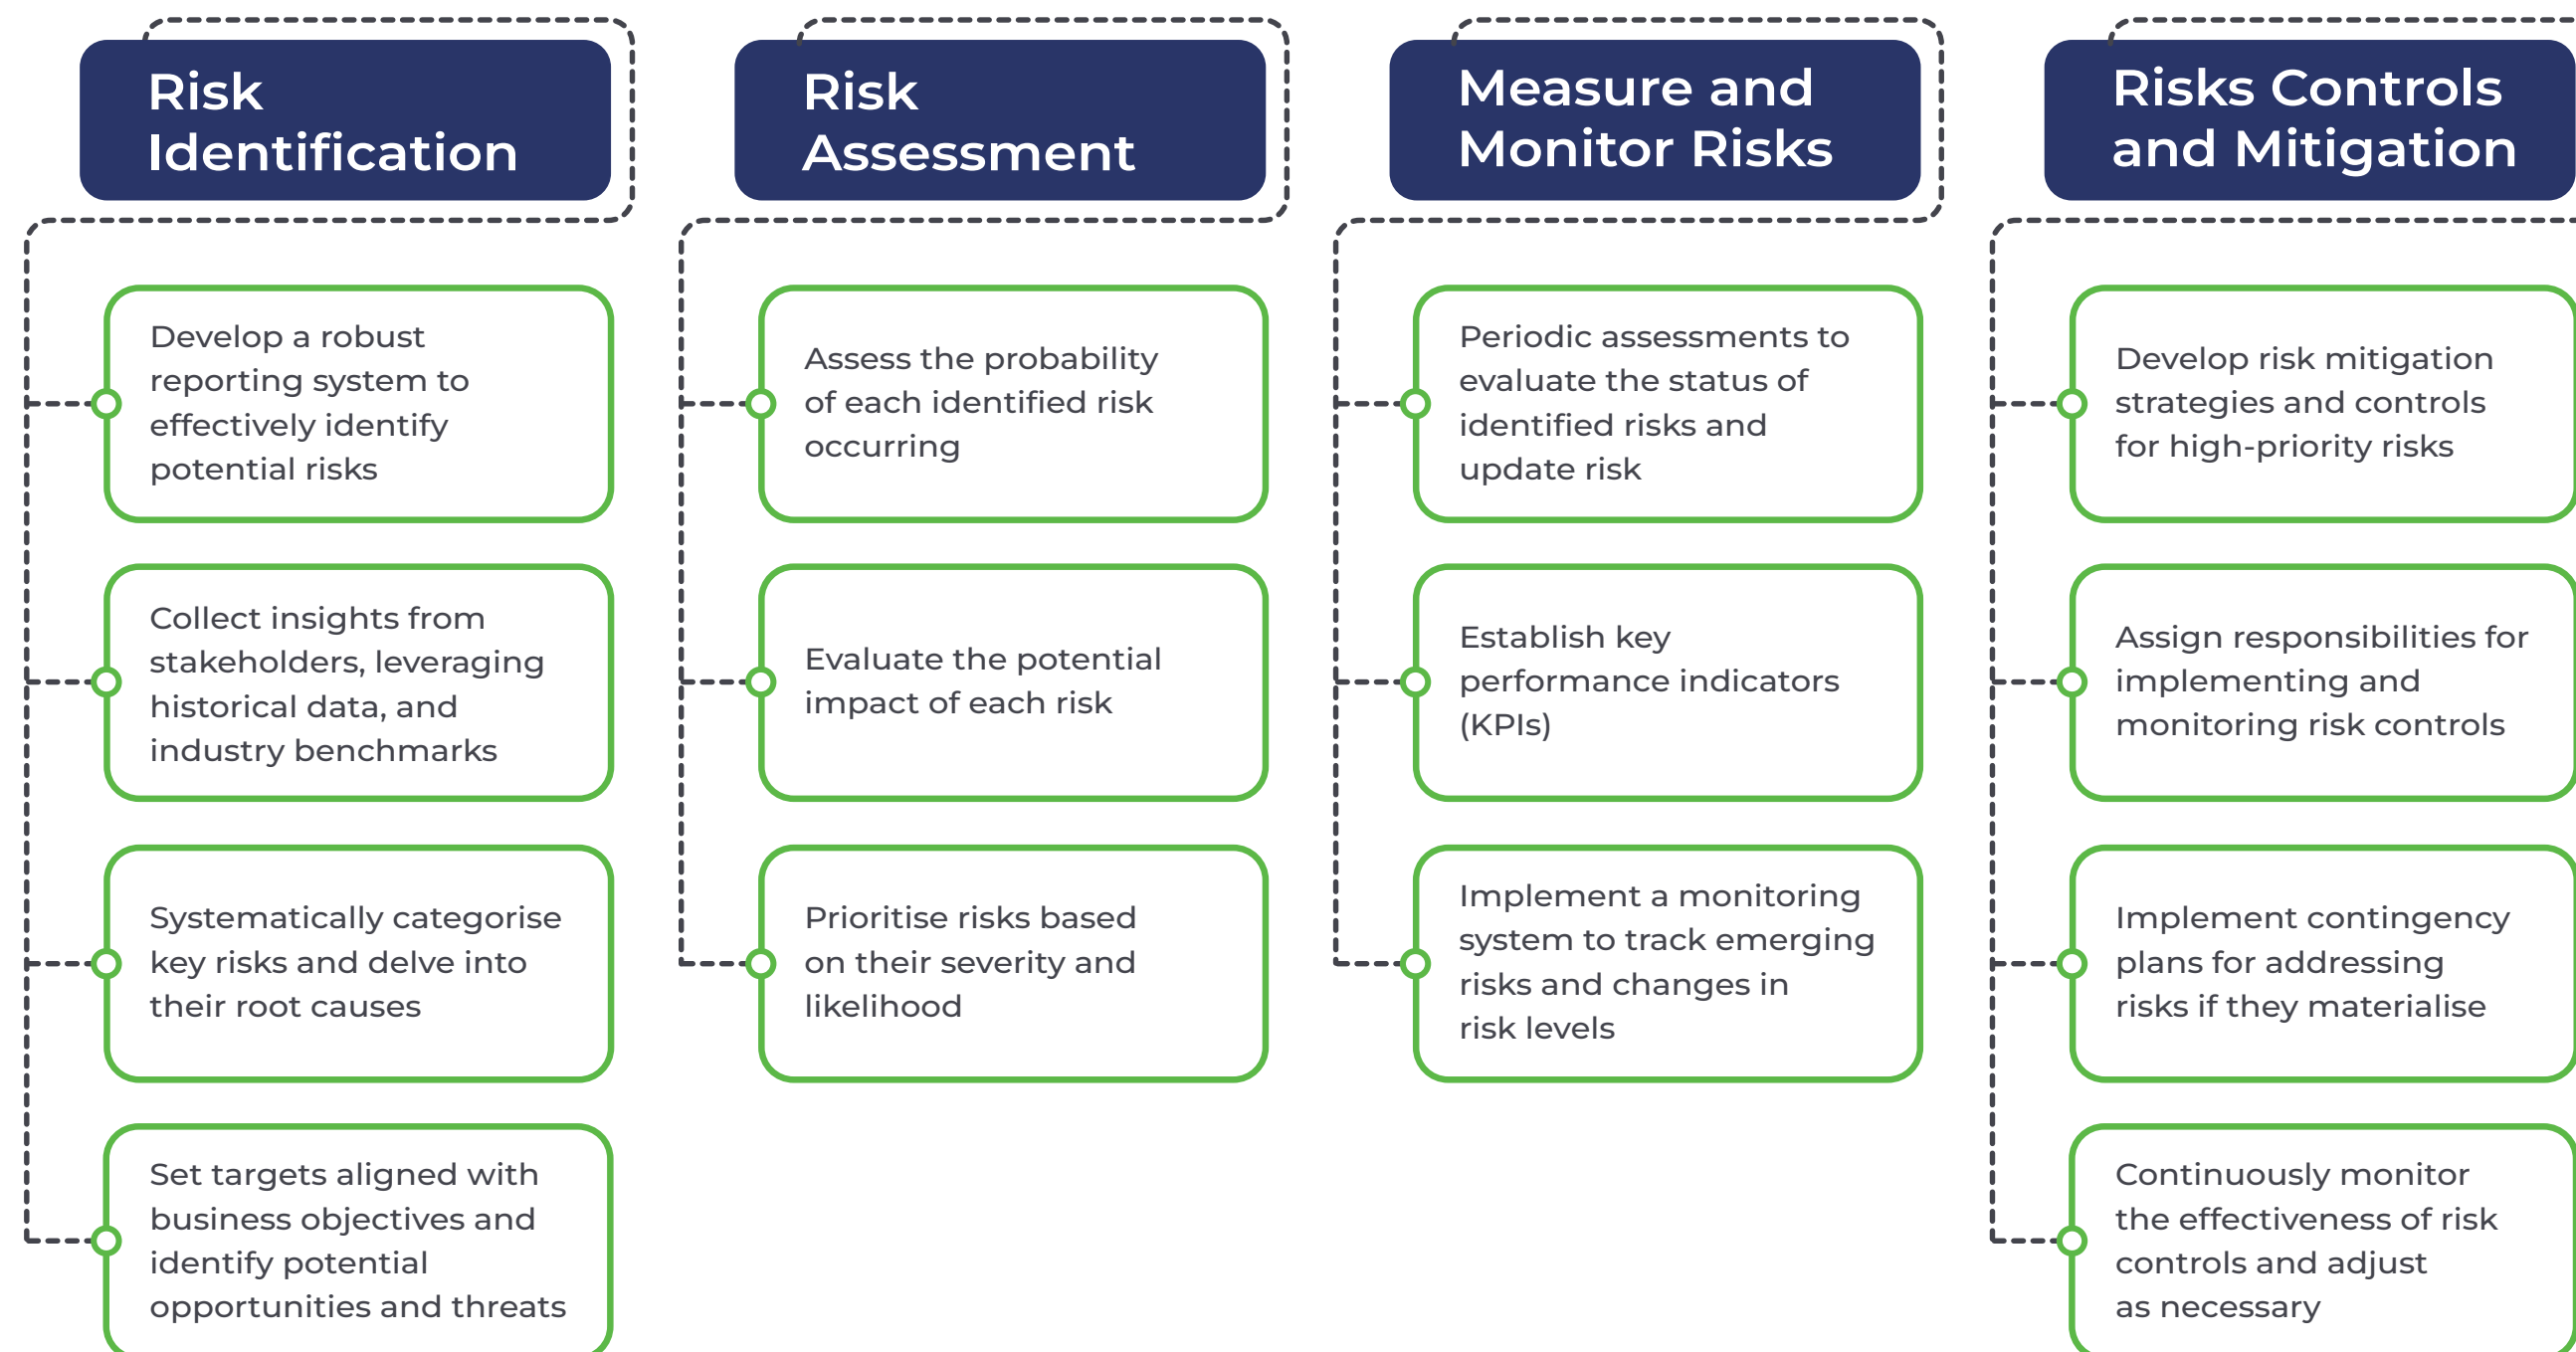 Risk
Identification
Develop a robust
reporting system to
effectively identify
potential risks
Collect insights from
stakeholders, leveraging
historical data, and
industry benchmarks
Systematically categorise
key risks and delve into
their root causes
Set targets aligned with
business objectives and
identify potential
opportunities and threats
Risk
Assessment
Assess the probability
of each identified risk
occurring
Evaluate the potential
impact of each risk
Prioritise risks based
on their severity and
likelihood
Measure and
Monitor Risks
Periodic assessments to
evaluate the status of
identified risks and
update risk
Establish key
performance indicators
(KPIs)
Implement a monitoring
system to track emerging
risks and changes in
risk levels
Risks Controls
and Mitigation
Develop risk mitigation
strategies and controls
for high-priority risks
Assign responsibilities for
implementing and
monitoring risk controls
Implement contingency
plans for addressing
risks if they materialise
Continuously monitor
the effectiveness of risk
controls and adjust
as necessary